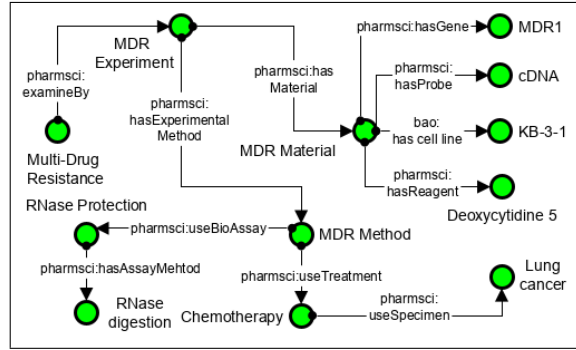 MDR
Experiment
pharmsci:hasGene
MDR1
pharmsci:
examineBy
pharmsci:has
Material
pharmsci:
hasProbe
cDNA
pharmsci:
hasExperimental
Method
bao:
has cell line
KB-3-1
Multi-Drug
Resistance
MDR Material
pharmsci:
hasReagent
Deoxycytidine 5
RNase Protection
pharmsci:useBioAssay
MDR Method
pharmsci:hasAssayMehtod
pharmsci:useTreatment
Lung
cancer
RNase
digestion
Chemotherapy
pharmsci:
useSpecimen